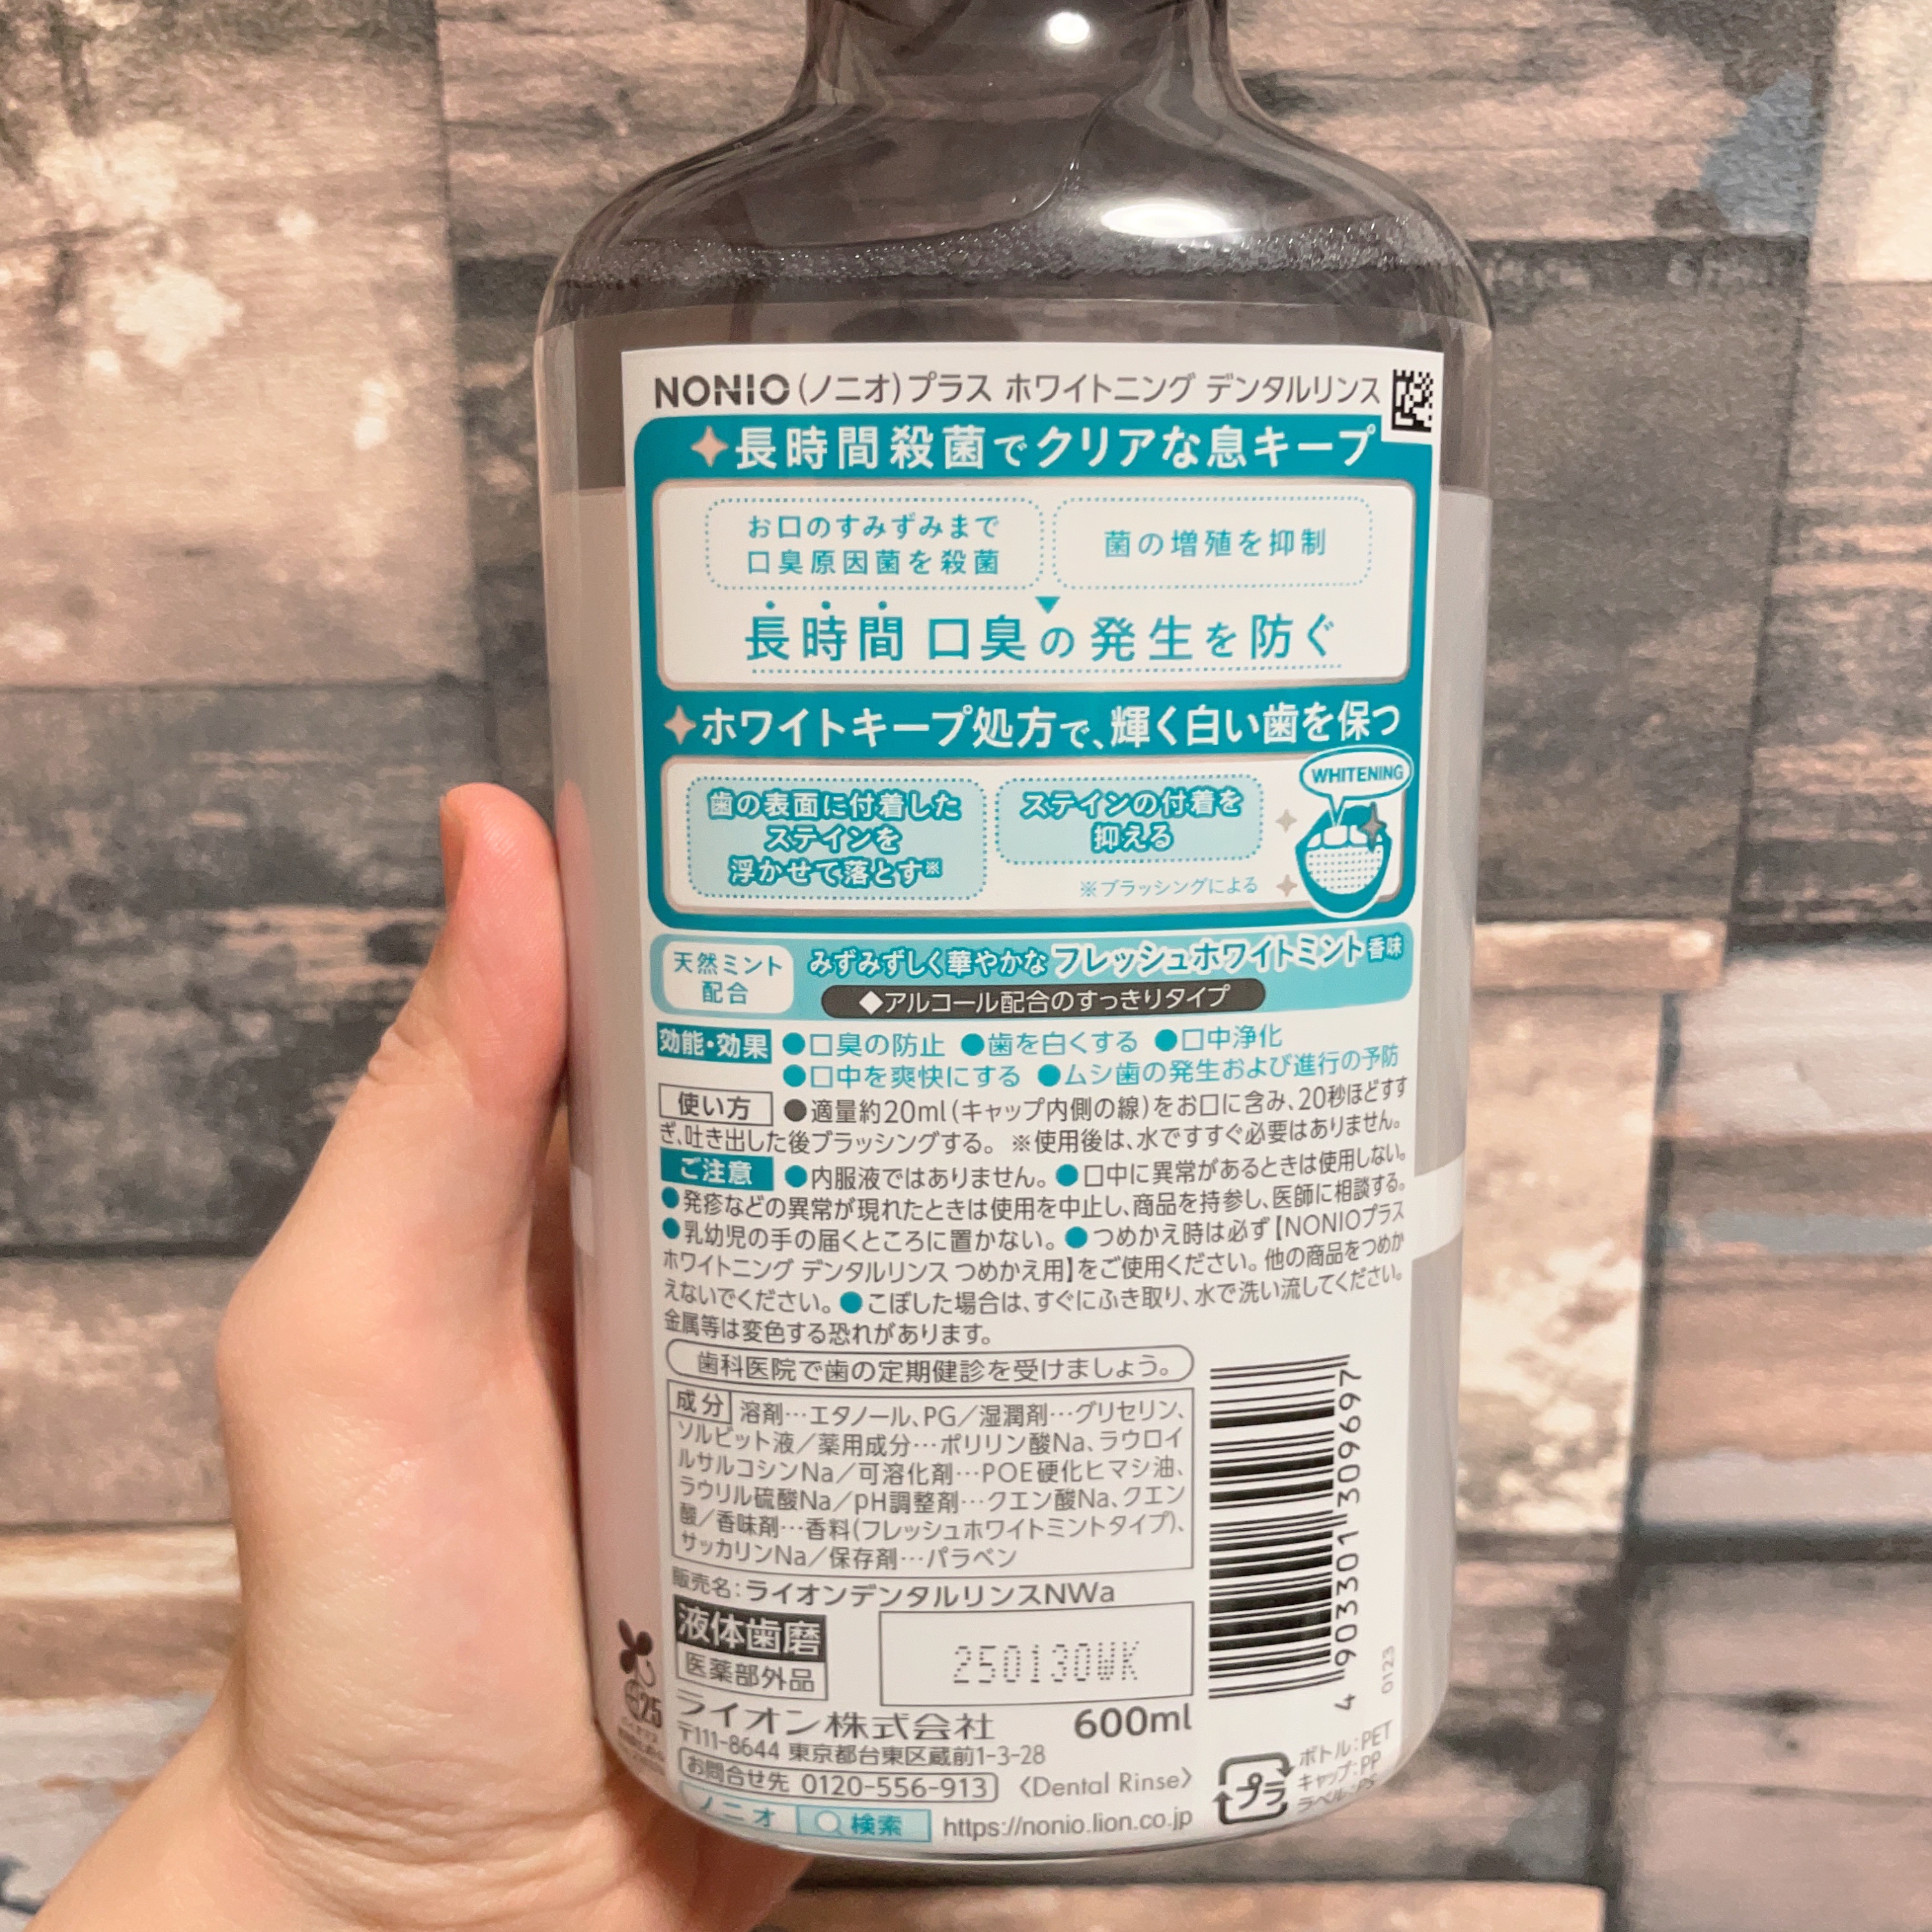 NONIO(ノニオ)プラス ホワイトニング デンタルリンス
長時間殺菌でクリアな息キープ
お口のすみずみまで
口臭原因菌を殺菌
菌の増殖を抑制
長時間 口臭の発生を防ぐ
ホワイトキープ処方で、輝く白い歯を保つ
歯の表面に付着した
ステインを
浮かせて落とす※
ステインの付着を
抑える
※ブラッシングによる
WHITENING
天然ミント
配合
みずみずしく華やかなフレッシュホワイトミント香味
◆アルコール配合のすっきりタイプ
効能・効果 ●口臭の防止 ●歯を白くする ●口中浄化
●口中を爽快にする ●ムシ歯の発生および進行の予防
使い方 ●適量約20ml(キャップ内側の線)をお口に含み、20秒ほどすす
ぎ、吐き出した後ブラッシングする。 ※使用後は、水ですすぐ必要はありません。
ご注意 ●内服液ではありません。●口中に異常があるときは使用しない。
●発疹などの異常が現れたときは使用を中止し、商品を持参し、医師に相談する。
●乳幼児の手の届くところに置かない。●つめかえ時は必ず【NONIOプラス
ホワイトニング デンタルリンス つめかえ用】をご使用ください。他の商品をつめか
えないでください。●こぼした場合は、すぐにふき取り、水で洗い流してください。
金属等は変色する恐れがあります。
歯科医院で歯の定期健診を受けましょう。
成分 溶剤…エタノール、PG/湿潤剤…グリセリン、
ソルビット液/薬用成分…ポリリン酸Na、ラウロイ
ルサルコシンNa/可溶化剤…POE硬化ヒマシ油、
ラウリル硫酸Na/pH調整剤…クエン酸Na、クエン
酸/香味剤…香料(フレッシュホワイトミントタイプ)、
サッカリンNa/保存剤…パラベン
販売名:ライオンデンタルリンスNWa
液体歯磨
医薬部外品
250130WK
4 903301 309697
0123
25
ライオン株式会社 600ml
〒111-8644 東京都台東区蔵前1-3-28
お問合せ先 0120-556-913 〈Dental Rinse〉
ノニオ 検索 https://nonio.lion.co.jp
プラ
ボトル:PET
キャップ:PP
ラベル:PS